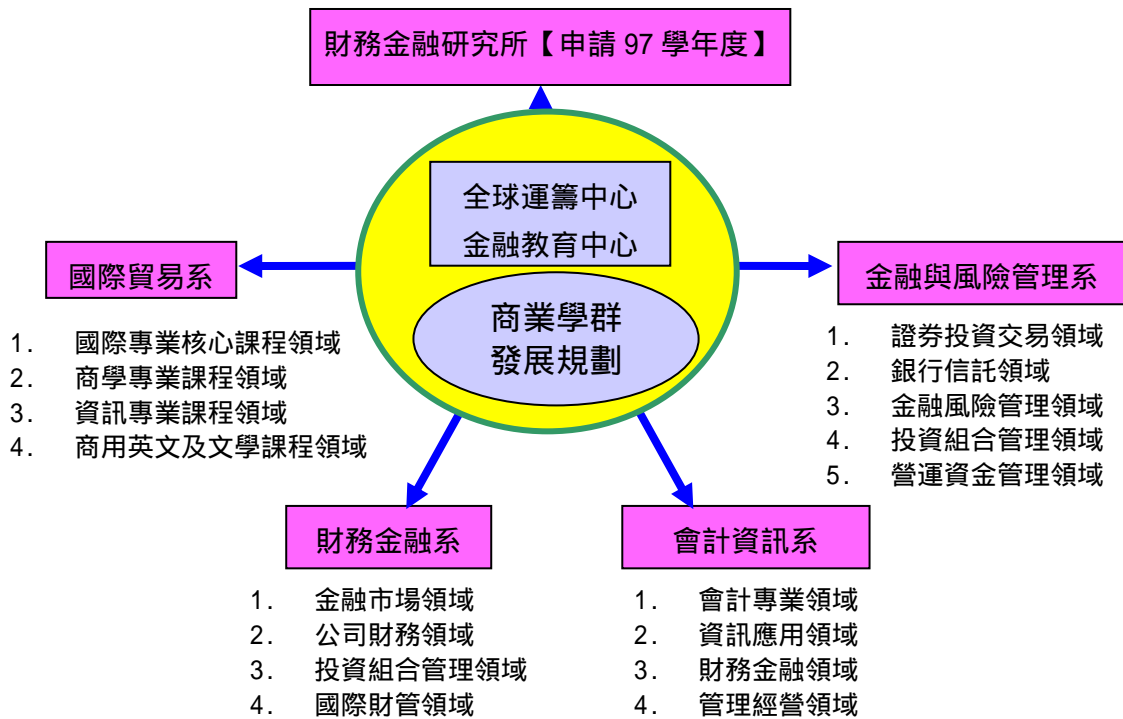 財務金融研究所【申請 97 學年度】
全球運籌中心
金融教育中心
商業學群
發展規劃
國際貿易系
1. 國際專業核心課程領域
2. 商學專業課程領域
3. 資訊專業課程領域
4. 商用英文及文學課程領域
金融與風險管理系
1. 證券投資交易領域
2. 銀行信託領域
3. 金融風險管理領域
4. 投資組合管理領域
5. 營運資金管理領域
財務金融系
1. 金融市場領域
2. 公司財務領域
3. 投資組合管理領域
4. 國際財管領域
會計資訊系
1. 會計專業領域
2. 資訊應用領域
3. 財務金融領域
4. 管理經營領域